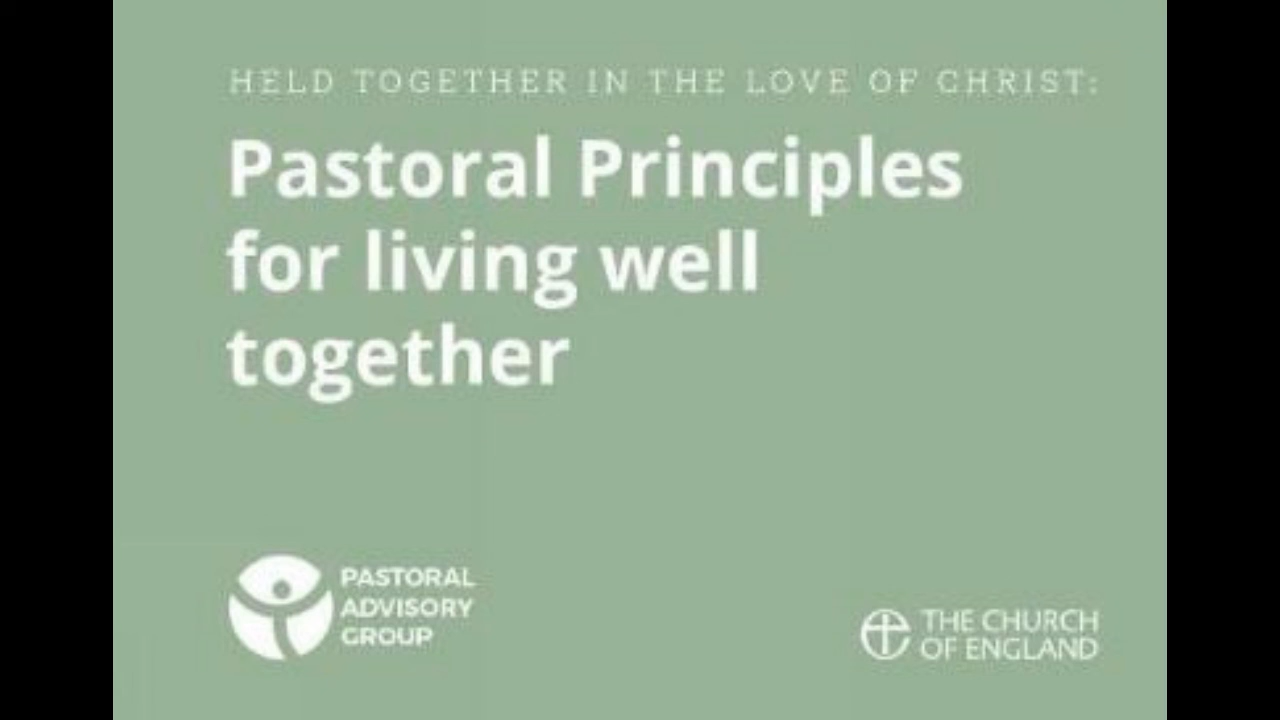 HELD TOGETHER IN THE LOVE OF CHRIST:
Pastoral Principles
for living well
together
PASTORAL
ADVISORY
GROUP
THE CHURCH
OF ENGLAND